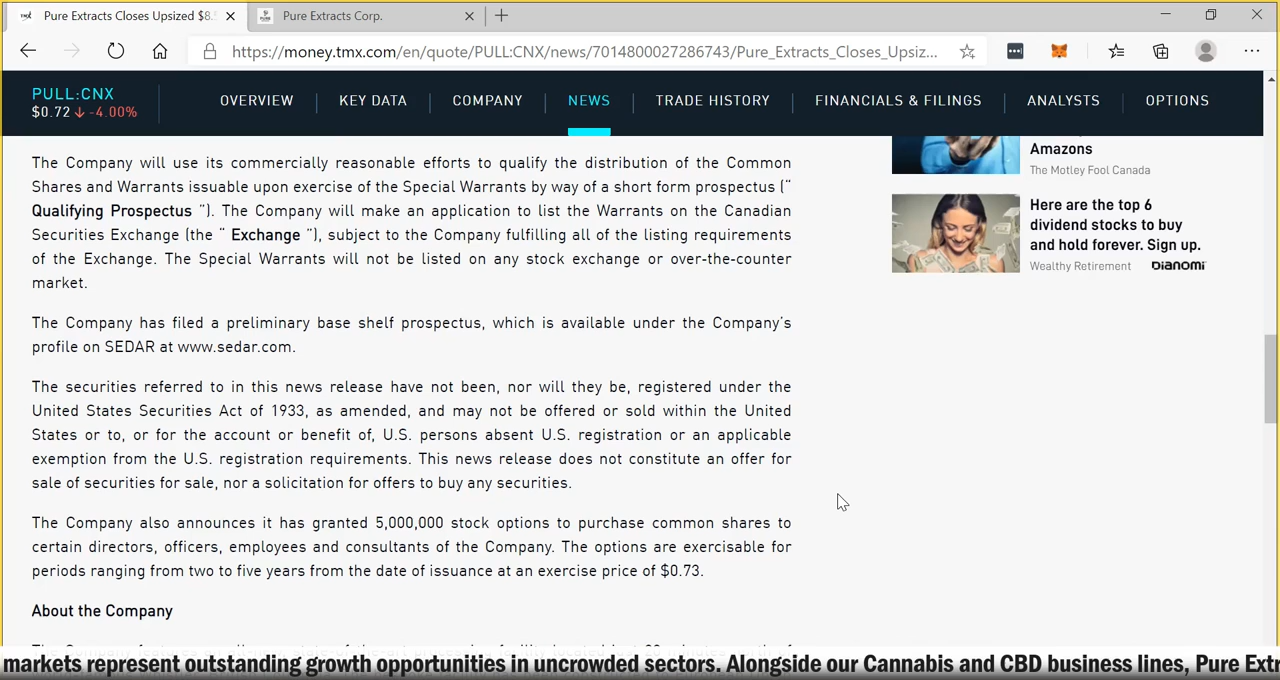 Pure Extracts Closes Upsized $8.
Pure Extracts Corp.
https://money.tmx.com/en/quote/PULL:CNX/news/7014800027286743/Pure_Extracts_Closes_Upsiz...
PULL:CNX
$0.72 ↓ -4.00%
OVERVIEW
KEY DATA
COMPANY
NEWS
TRADE HISTORY
FINANCIALS & FILINGS
ANALYSTS
OPTIONS
The Company will use its commercially reasonable efforts to qualify the distribution of the Common
Shares and Warrants issuable upon exercise of the Special Warrants by way of a short form prospectus (“
Qualifying Prospectus ”). The Company will make an application to list the Warrants on the Canadian
Securities Exchange (the “ Exchange ”), subject to the Company fulfilling all of the listing requirements
of the Exchange. The Special Warrants will not be listed on any stock exchange or over-the-counter
market.
The Company has filed a preliminary base shelf prospectus, which is available under the Company's
profile on SEDAR at www.sedar.com.
The securities referred to in this news release have not been, nor will they be, registered under the
United States Securities Act of 1933, as amended, and may not be offered or sold within the United
States or to, or for the account or benefit of, U.S. persons absent U.S. registration or an applicable
exemption from the U.S. registration requirements. This news release does not constitute an offer for
sale of securities for sale, nor a solicitation for offers to buy any securities.
The Company also announces it has granted 5,000,000 stock options to purchase common shares to
certain directors, officers, employees and consultants of the Company. The options are exercisable for
periods ranging from two to five years from the date of issuance at an exercise price of $0.73.
About the Company
Amazons
The Motley Fool Canada
Here are the top 6
dividend stocks to buy
and hold forever. Sign up.
Wealthy Retirement
DIANOMI
markets represent outstanding growth opportunities in uncrowded sectors. Alongside our Cannabis and CBD business lines, Pure Extr